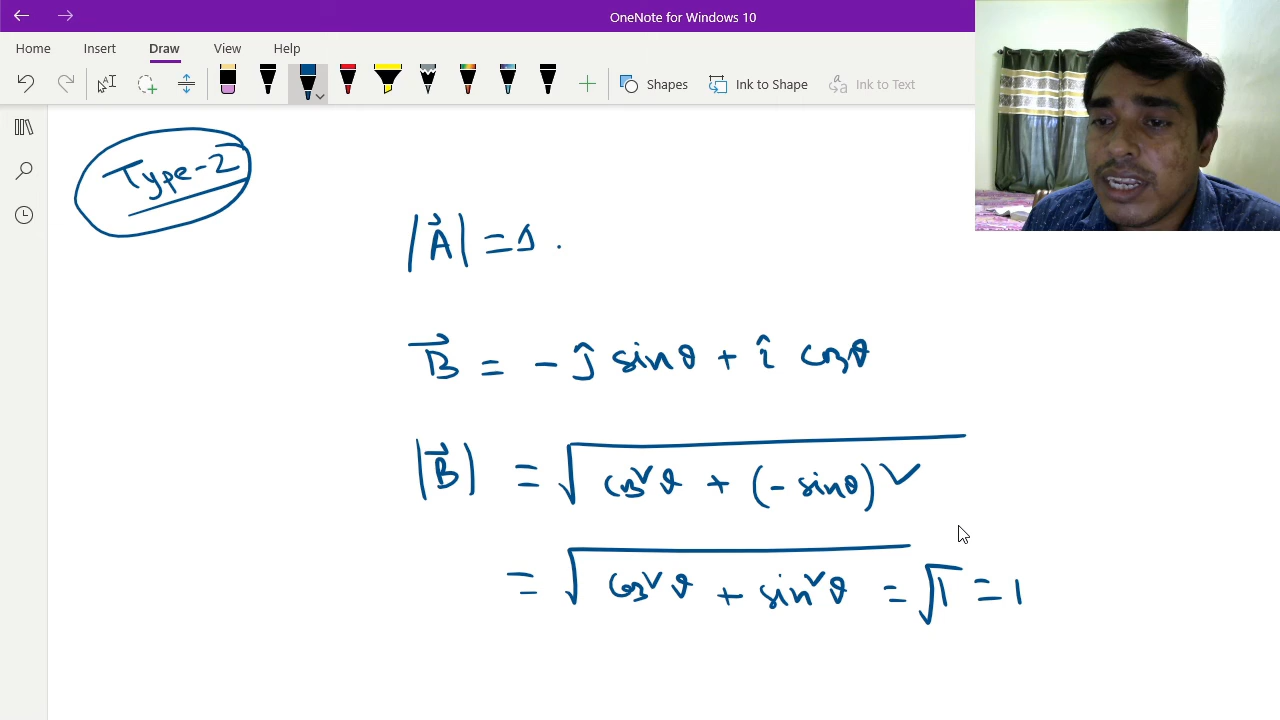 OneNote for Windows 10
Home Insert Draw View Help
Shapes Ink to Shape Ink to Text
Type-2
|A⃗| = 1.
B⃗ = - ĵ sinθ + î cosθ
|B⃗| = √(cos²θ + (- sinθ)²)
= √(cos²θ + sin²θ) = √1 = 1